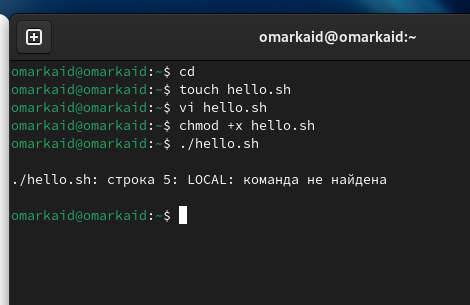 omarkaid@omarkaid:~
omarkaid@omarkaid:~$ cd
omarkaid@omarkaid:~$ touch hello.sh
omarkaid@omarkaid:~$ vi hello.sh
omarkaid@omarkaid:~$ chmod +x hello.sh
omarkaid@omarkaid:~$ ./hello.sh
./hello.sh: строка 5: LOCAL: команда не найдена
omarkaid@omarkaid:~$